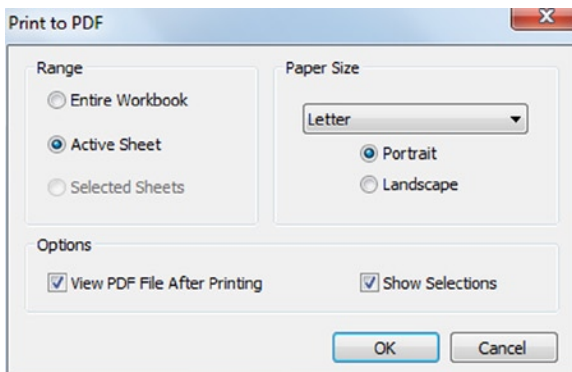 Print to PDF
Range
Entire Workbook
Active Sheet
Selected Sheets
Paper Size
Letter
Portrait
Landscape
Options
View PDF File After Printing
Show Selections
OK
Cancel